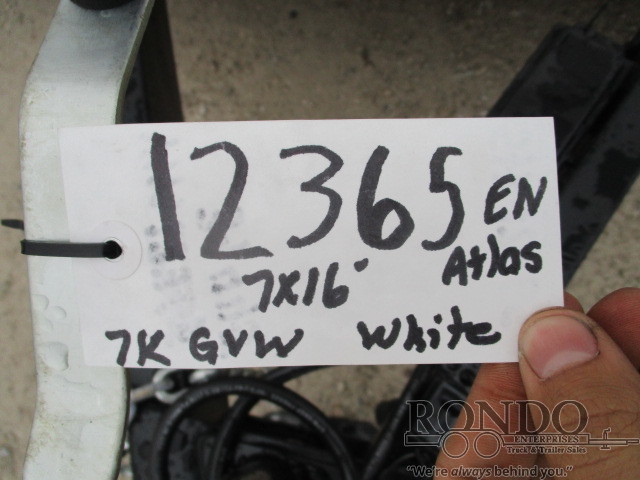 12365 EN
Atlas
7X16'
7K GVW White
RONDO
ENTERPRISES
Truck & Trailer Sales
"We're always behind you."